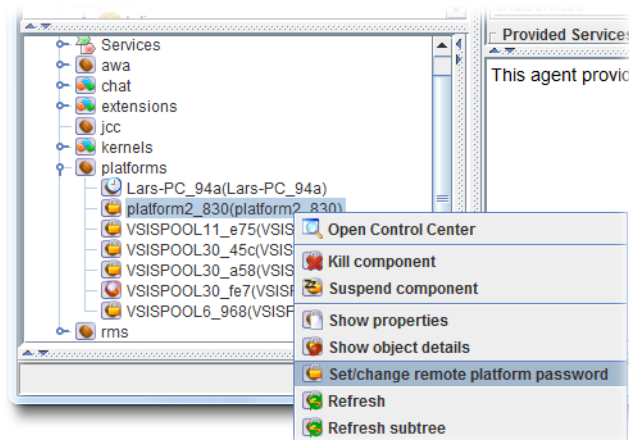 Services
awa
chat
extensions
jcc
kernels
platforms
Lars-PC_94a(Lars-PC_94a)
platform2_830(platform2_830)
VSISPOOL11_e75(VSIS
VSISPOOL30_45c(VSIS
VSISPOOL30_a58(VSIS
VSISPOOL30_fe7(VSISF
VSISPOOL6_968(VSISF
rms
Provided Services
This agent provid
Open Control Center
Kill component
Suspend component
Show properties
Show object details
Set/change remote platform password
Refresh
Refresh subtree